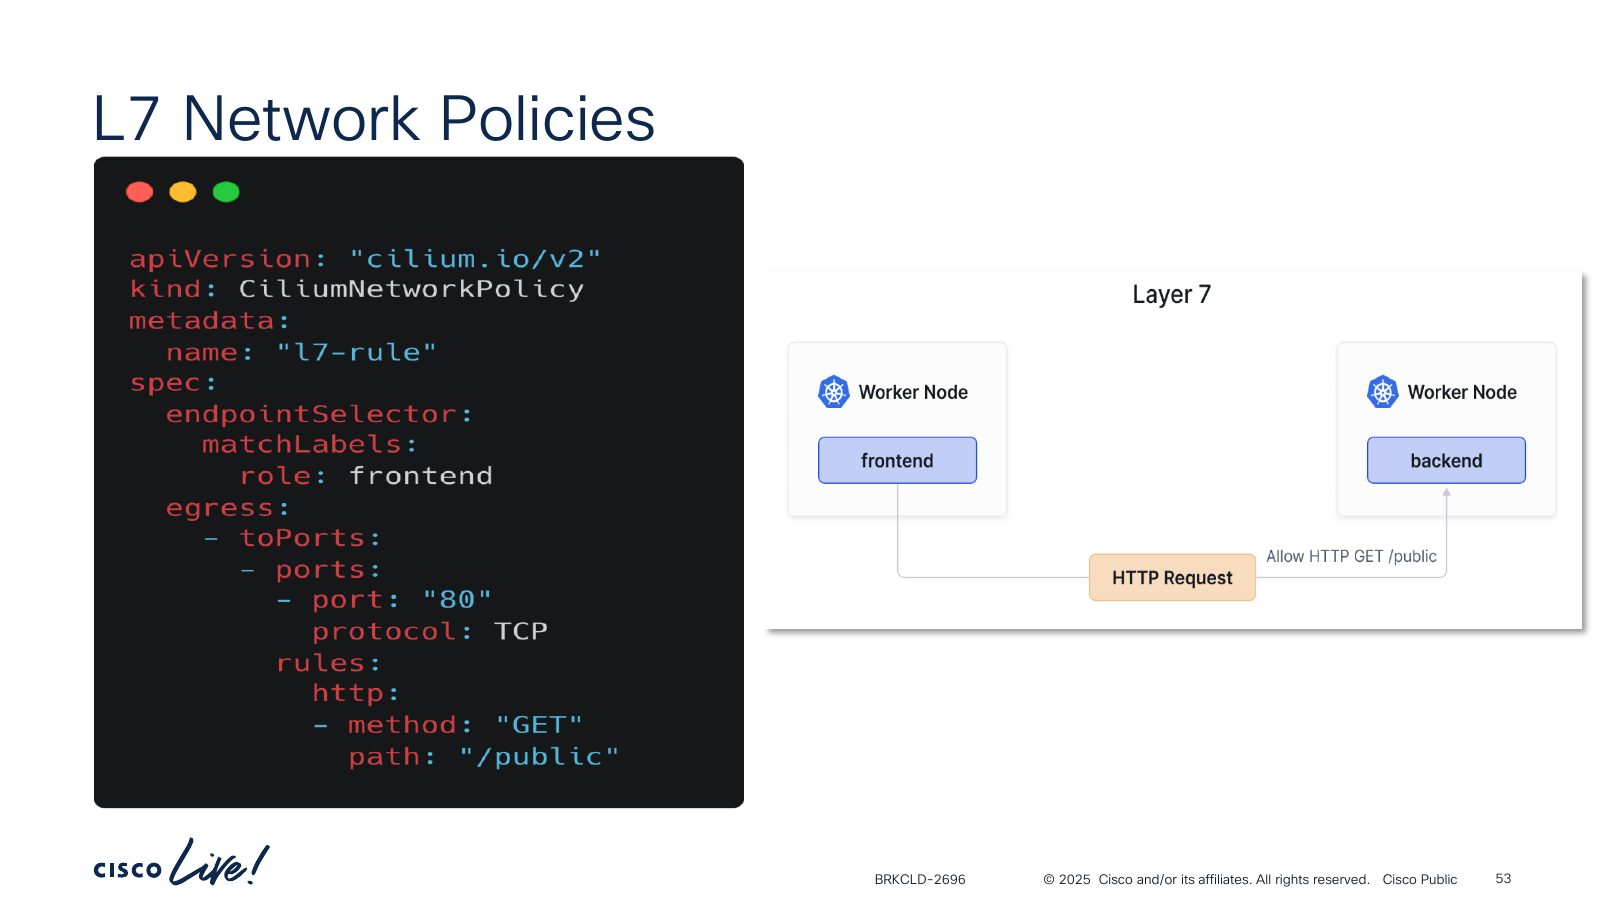 L7 Network Policies
apiVersion: "cilium.io/v2"
kind: CiliumNetworkPolicy
metadata:
  name: "l7-rule"
spec:
  endpointSelector:
    matchLabels:
      role: frontend
  egress:
    - toPorts:
      - ports:
        - port: "80"
          protocol: TCP
        rules:
          http:
          - method: "GET"
            path: "/public"
Layer 7
Worker Node
frontend
Worker Node
backend
Allow HTTP GET /public
HTTP Request
CISCO Live!
BRKCLD-2696
© 2025 Cisco and/or its affiliates. All rights reserved. Cisco Public
53